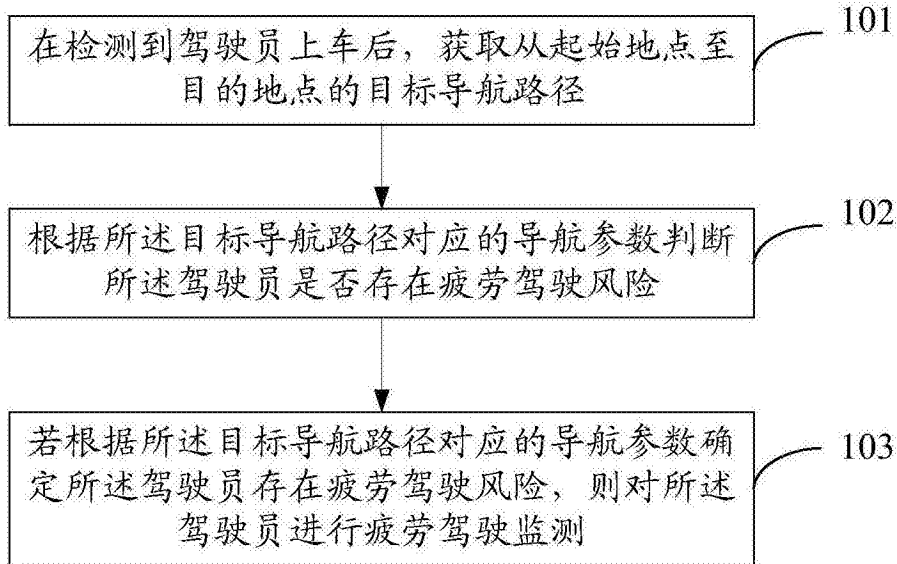 在检测到驾驶员上车后，获取从起始地点至
目的地点的目标导航路径
101
根据所述目标导航路径对应的导航参数判断
所述驾驶员是否存在疲劳驾驶风险
102
若根据所述目标导航路径对应的导航参数确
定所述驾驶员存在疲劳驾驶风险，则对所述
驾驶员进行疲劳驾驶监测
103